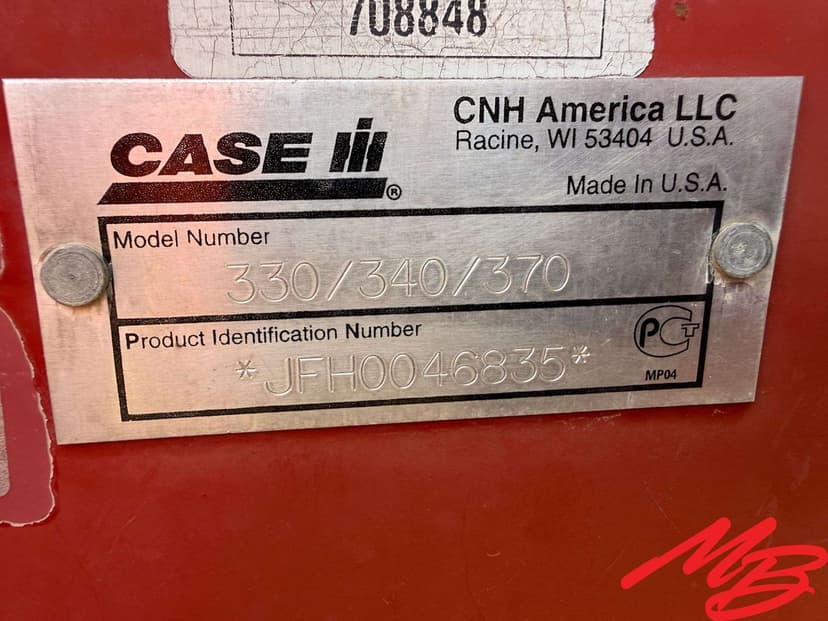 708848
CASE IH®
CNH America LLC
Racine, WI 53404 U.S.A.
Made In U.S.A.
Model Number
330/340/370
Product Identification Number
*JFH0046835*
PCT
MP04
MB